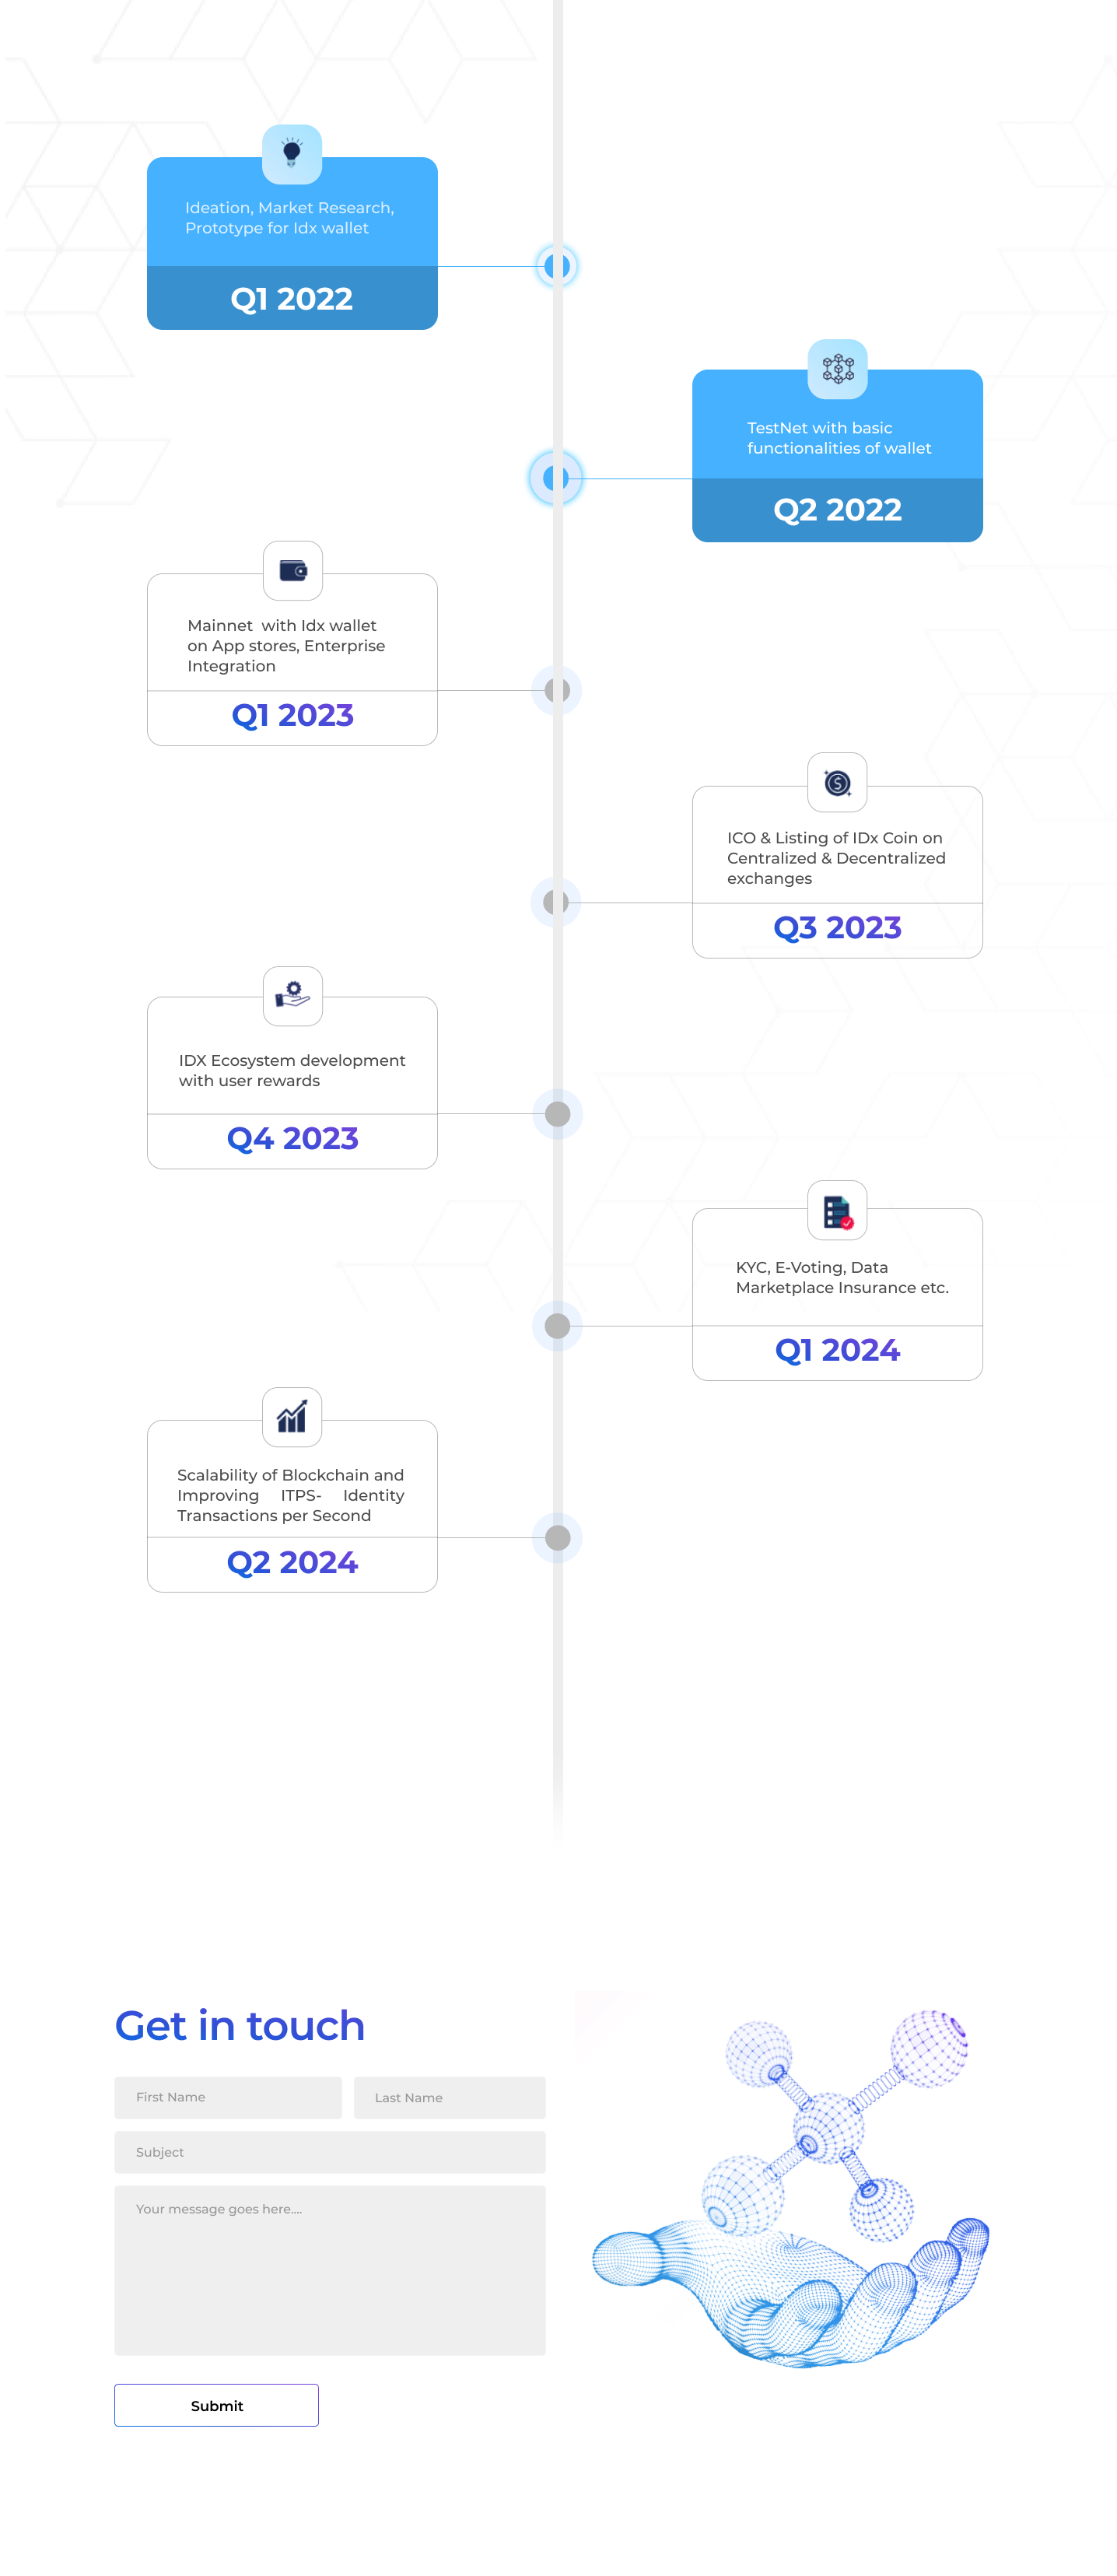 Ideation, Market Research,
Prototype for Idx wallet
Q1 2022
TestNet with basic
functionalities of wallet
Q2 2022
Mainnet with Idx wallet
on App stores, Enterprise
Integration
Q1 2023
ICO & Listing of IDx Coin on
Centralized & Decentralized
exchanges
Q3 2023
IDX Ecosystem development
with user rewards
Q4 2023
KYC, E-Voting, Data
Marketplace Insurance etc.
Q1 2024
Scalability of Blockchain and
Improving ITPS- Identity
Transactions per Second
Q2 2024
Get in touch
First Name
Last Name
Subject
Your message goes here....
Submit